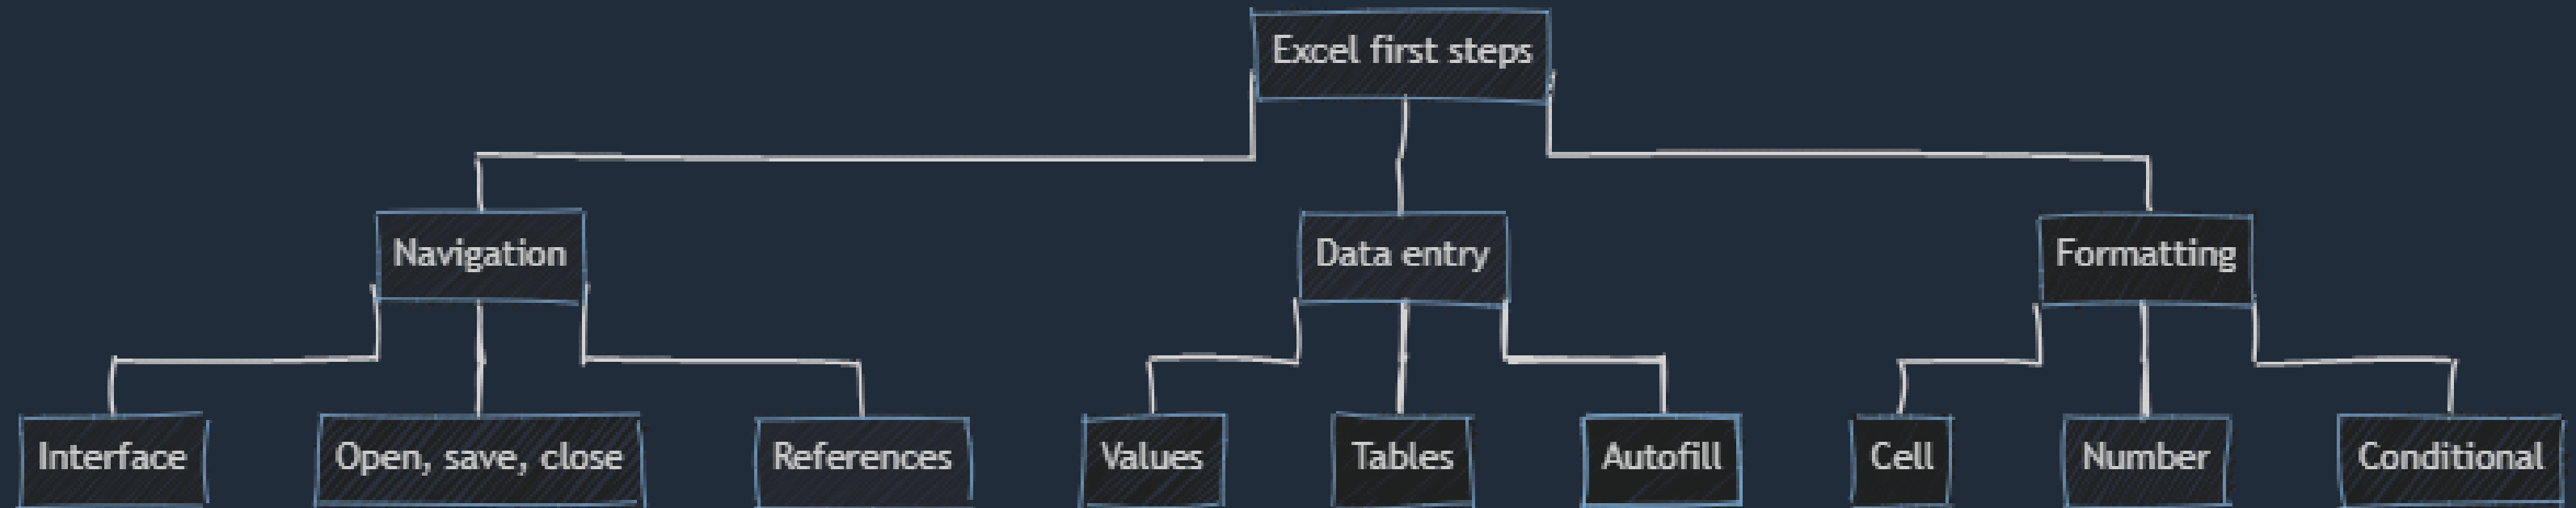 Excel first steps
Navigation
Data entry
Formatting
Interface
Open, save, close
References
Values
Tables
Autofill
Cell
Number
Conditional